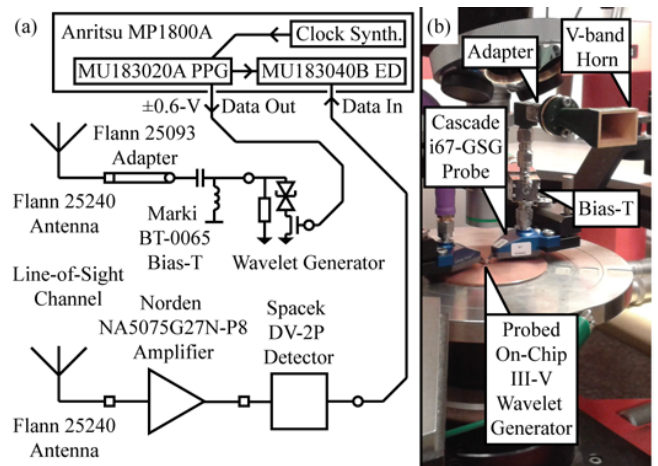 (a)
Anritsu MP1800A
Clock Synth.
MU183020A PPG
MU183040B ED
±0.6-V
Data Out
Data In
Flann 25093
Adapter
Flann 25240
Antenna
Marki
BT-0065
Bias-T
Wavelet Generator
Line-of-Sight
Channel
Norden
NA5075G27N-P8
Amplifier
Spacek
DV-2P
Detector
Flann 25240
Antenna
(b)
V-band
Horn
Adapter
Cascade
i67-GSG
Probe
Bias-T
Probed
On-Chip
III-V
Wavelet
Generator